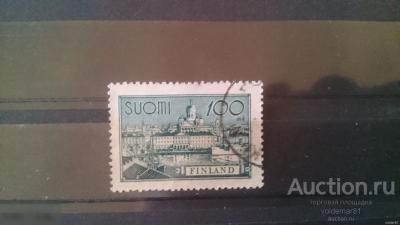 SUOMI 100
FINLAND
Auction.ru
торговая площадка
voldemar81